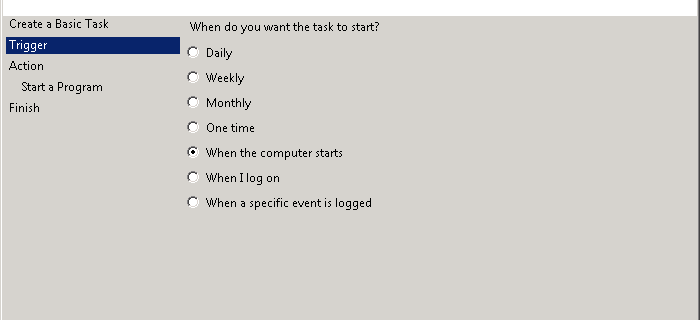 Create a Basic Task
Trigger
Action
Start a Program
Finish
When do you want the task to start?
Daily
Weekly
Monthly
One time
When the computer starts
When I log on
When a specific event is logged